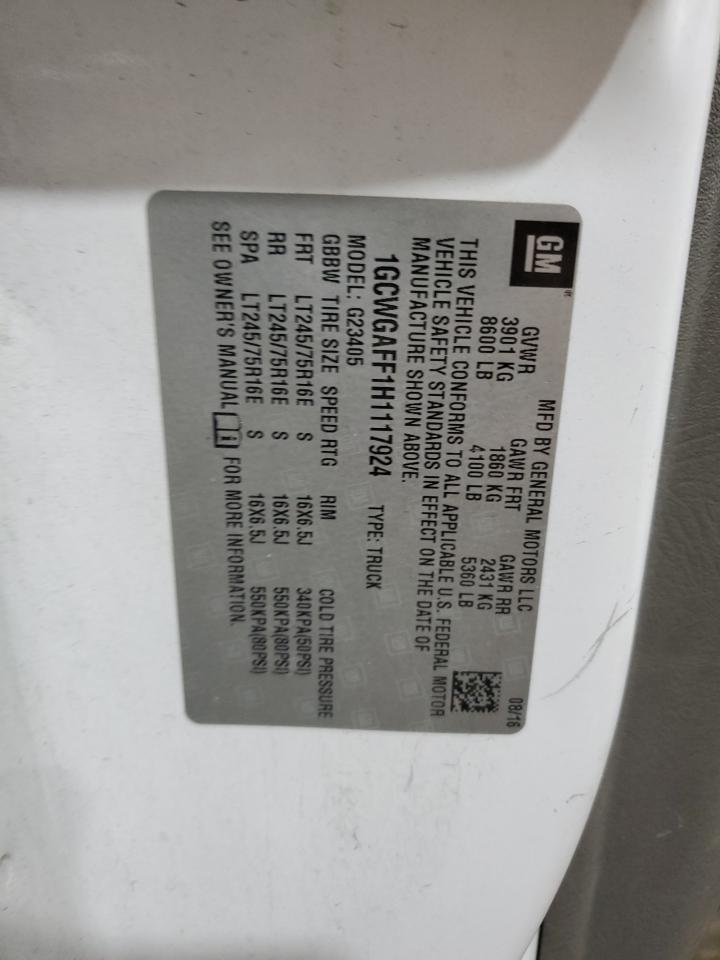 GM
MFD BY GENERAL MOTORS LLC 08/16
GVWR GAWR FRT GAWR RR
3901 KG 1860 KG 2431 KG
8600 LB 4100 LB 5360 LB
THIS VEHICLE CONFORMS TO ALL APPLICABLE U.S. FEDERAL MOTOR
VEHICLE SAFETY STANDARDS IN EFFECT ON THE DATE OF
MANUFACTURE SHOWN ABOVE.
1GCWGAFF1H1117924 TYPE: TRUCK
MODEL: G23405
GBBW TIRE SIZE SPEED RTG RIM COLD TIRE PRESSURE
FRT LT245/75R16E S 16X6.5J 340KPA(50PSI)
RR LT245/75R16E S 16X6.5J 550KPA(80PSI)
SPA LT245/75R16E S 16X6.5J 550KPA(80PSI)
SEE OWNER'S MANUAL i FOR MORE INFORMATION.